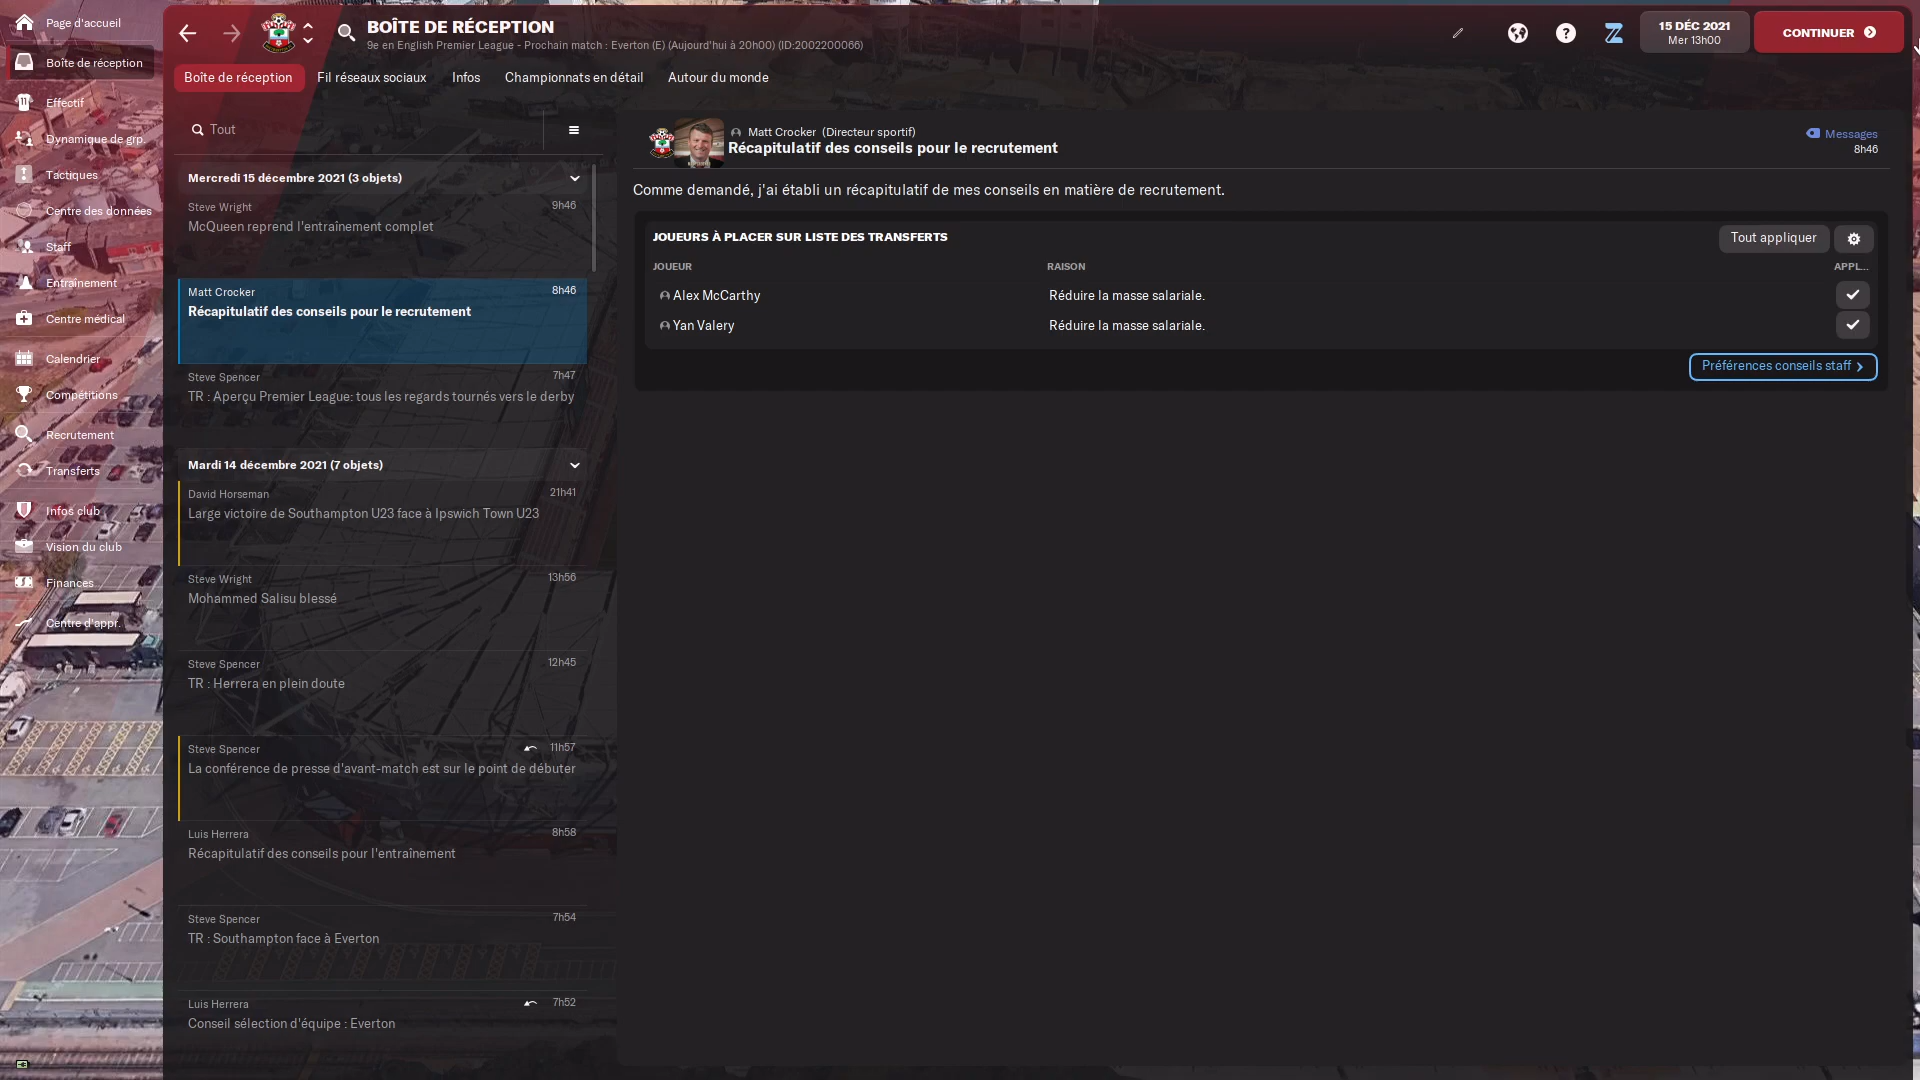 Page d'accueil
Boîte de réception
Effectif
Dynamique de grp.
Tactiques
Centre des données
Staff
Entraînement
Centre médical
Calendrier
Compétitions
Recrutement
Transferts
Infos club
Vision du club
Finances
Centre d'appr.
BOÎTE DE RÉCEPTION
9e en English Premier League - Prochain match : Everton (E) (Aujourd'hui à 20h00) (ID:2002200066)
15 DÉC 2021
Mer 13h00
CONTINUER
Boîte de réception Fil réseaux sociaux Infos Championnats en détail Autour du monde
Tout
Mercredi 15 décembre 2021 (3 objets)
Steve Wright 9h46
McQueen reprend l'entraînement complet
Matt Crocker 8h46
Récapitulatif des conseils pour le recrutement
Steve Spencer 7h47
TR : Aperçu Premier League: tous les regards tournés vers le derby
Mardi 14 décembre 2021 (7 objets)
David Horseman 21h41
Large victoire de Southampton U23 face à Ipswich Town U23
Steve Wright 13h56
Mohammed Salisu blessé
Steve Spencer 12h45
TR : Herrera en plein doute
Steve Spencer 11h57
La conférence de presse d'avant-match est sur le point de débuter
Luis Herrera 8h58
Récapitulatif des conseils pour l'entraînement
Steve Spencer 7h54
TR : Southampton face à Everton
Luis Herrera 7h52
Conseil sélection d'équipe : Everton
Matt Crocker (Directeur sportif)
Récapitulatif des conseils pour le recrutement
Messages
8h46
Comme demandé, j'ai établi un récapitulatif de mes conseils en matière de recrutement.
JOUEURS À PLACER SUR LISTE DES TRANSFERTS
Tout appliquer
JOUEUR RAISON APPL...
Alex McCarthy Réduire la masse salariale.
Yan Valery Réduire la masse salariale.
Préférences conseils staff